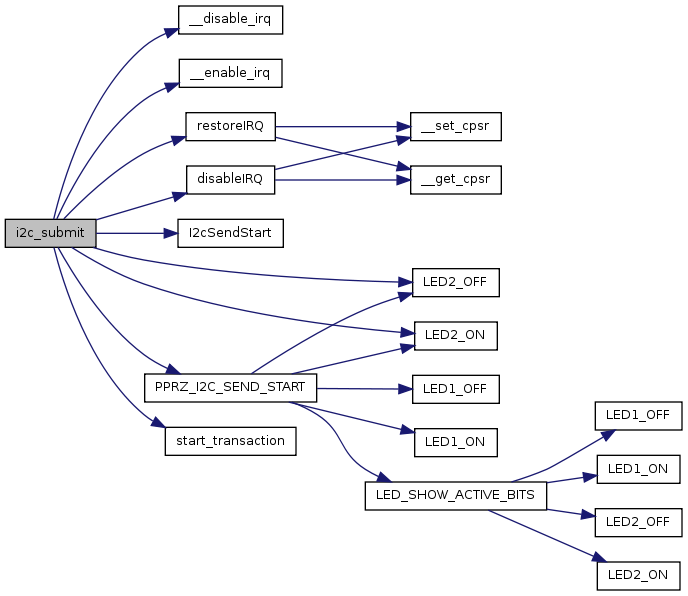 __disable_irq
__enable_irq
restoreIRQ
__set_cpsr
disableIRQ
__get_cpsr
i2c_submit
I2cSendStart
LED2_OFF
LED2_ON
PPRZ_I2C_SEND_START
LED1_OFF
LED1_OFF
start_transaction
LED1_ON
LED1_ON
LED_SHOW_ACTIVE_BITS
LED2_OFF
LED2_ON